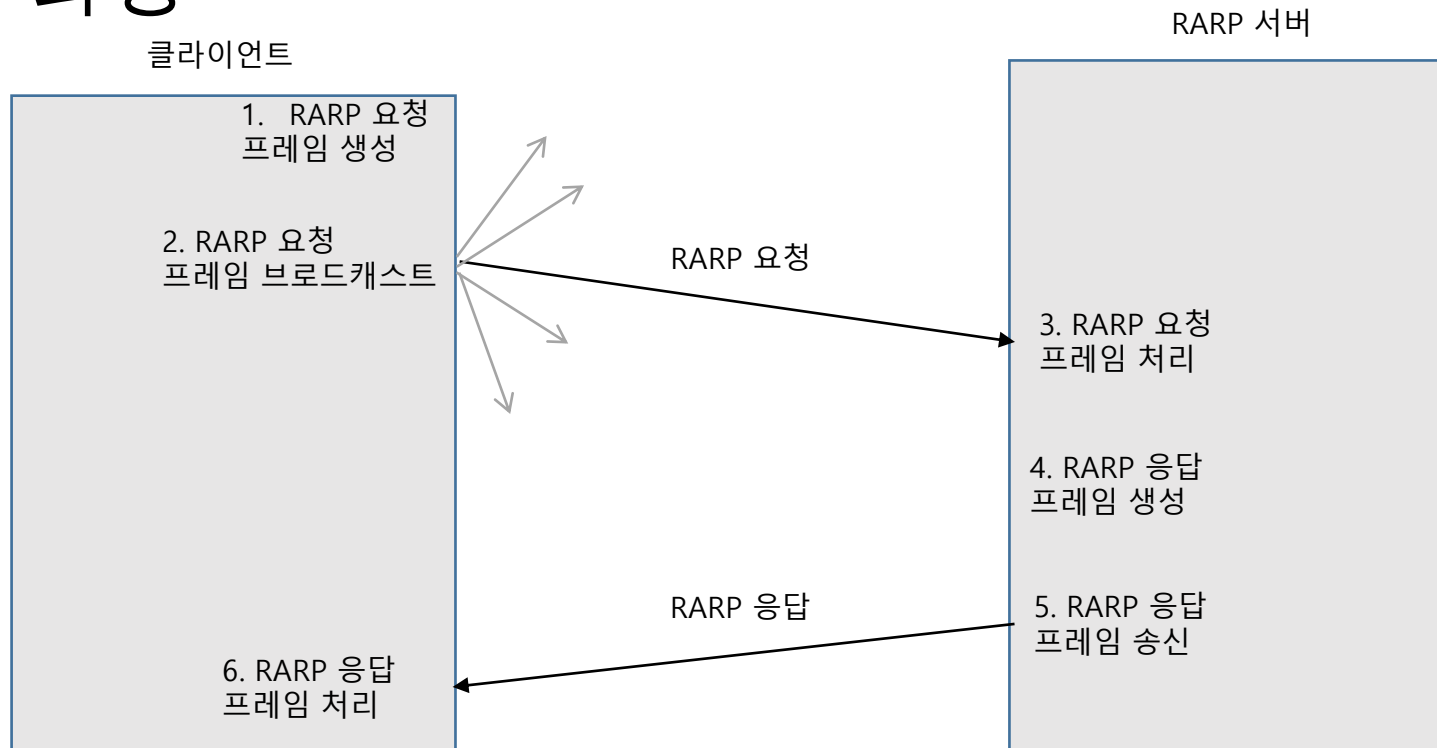 RARP 서버
클라이언트
1. RARP 요청
프레임 생성
2. RARP 요청
프레임 브로드캐스트
RARP 요청
3. RARP 요청
프레임 처리
4. RARP 응답
프레임 생성
RARP 응답
5. RARP 응답
프레임 송신
6. RARP 응답
프레임 처리